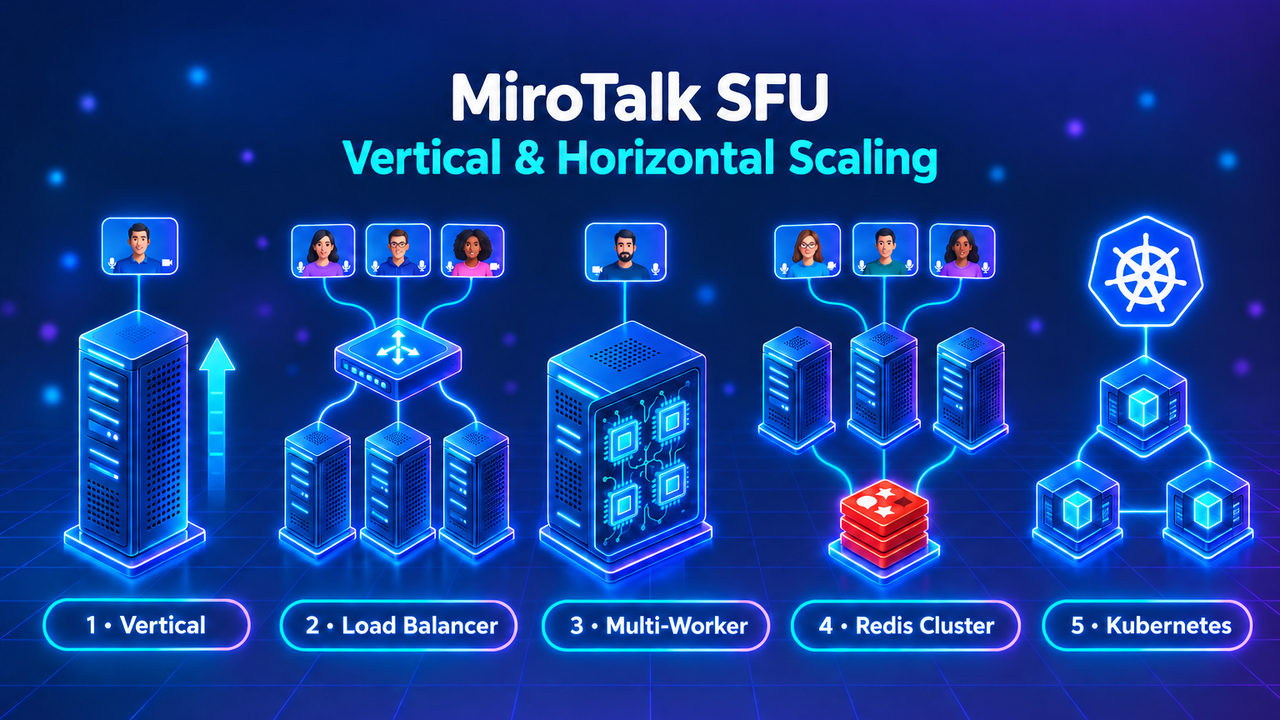 MiroTalk SFU
Vertical & Horizontal Scaling
1 • Vertical
2 • Load Balancer
3 • Multi-Worker
4 • Redis Cluster
5 • Kubernetes